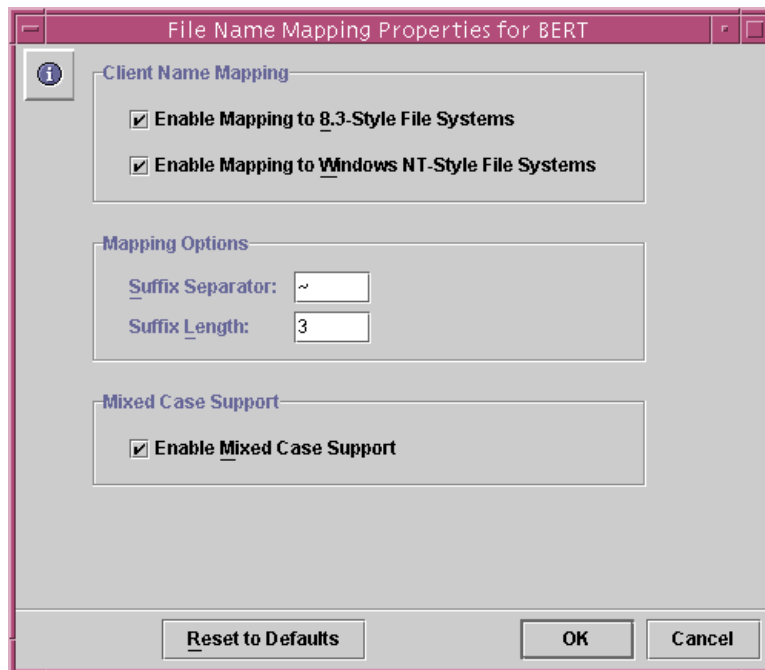 File Name Mapping Properties for BERT
Client Name Mapping
Enable Mapping to 8.3-Style File Systems
Enable Mapping to Windows NT-Style File Systems
Mapping Options
Suffix Separator: ~
Suffix Length: 3
Mixed Case Support
Enable Mixed Case Support
Reset to Defaults OK Cancel